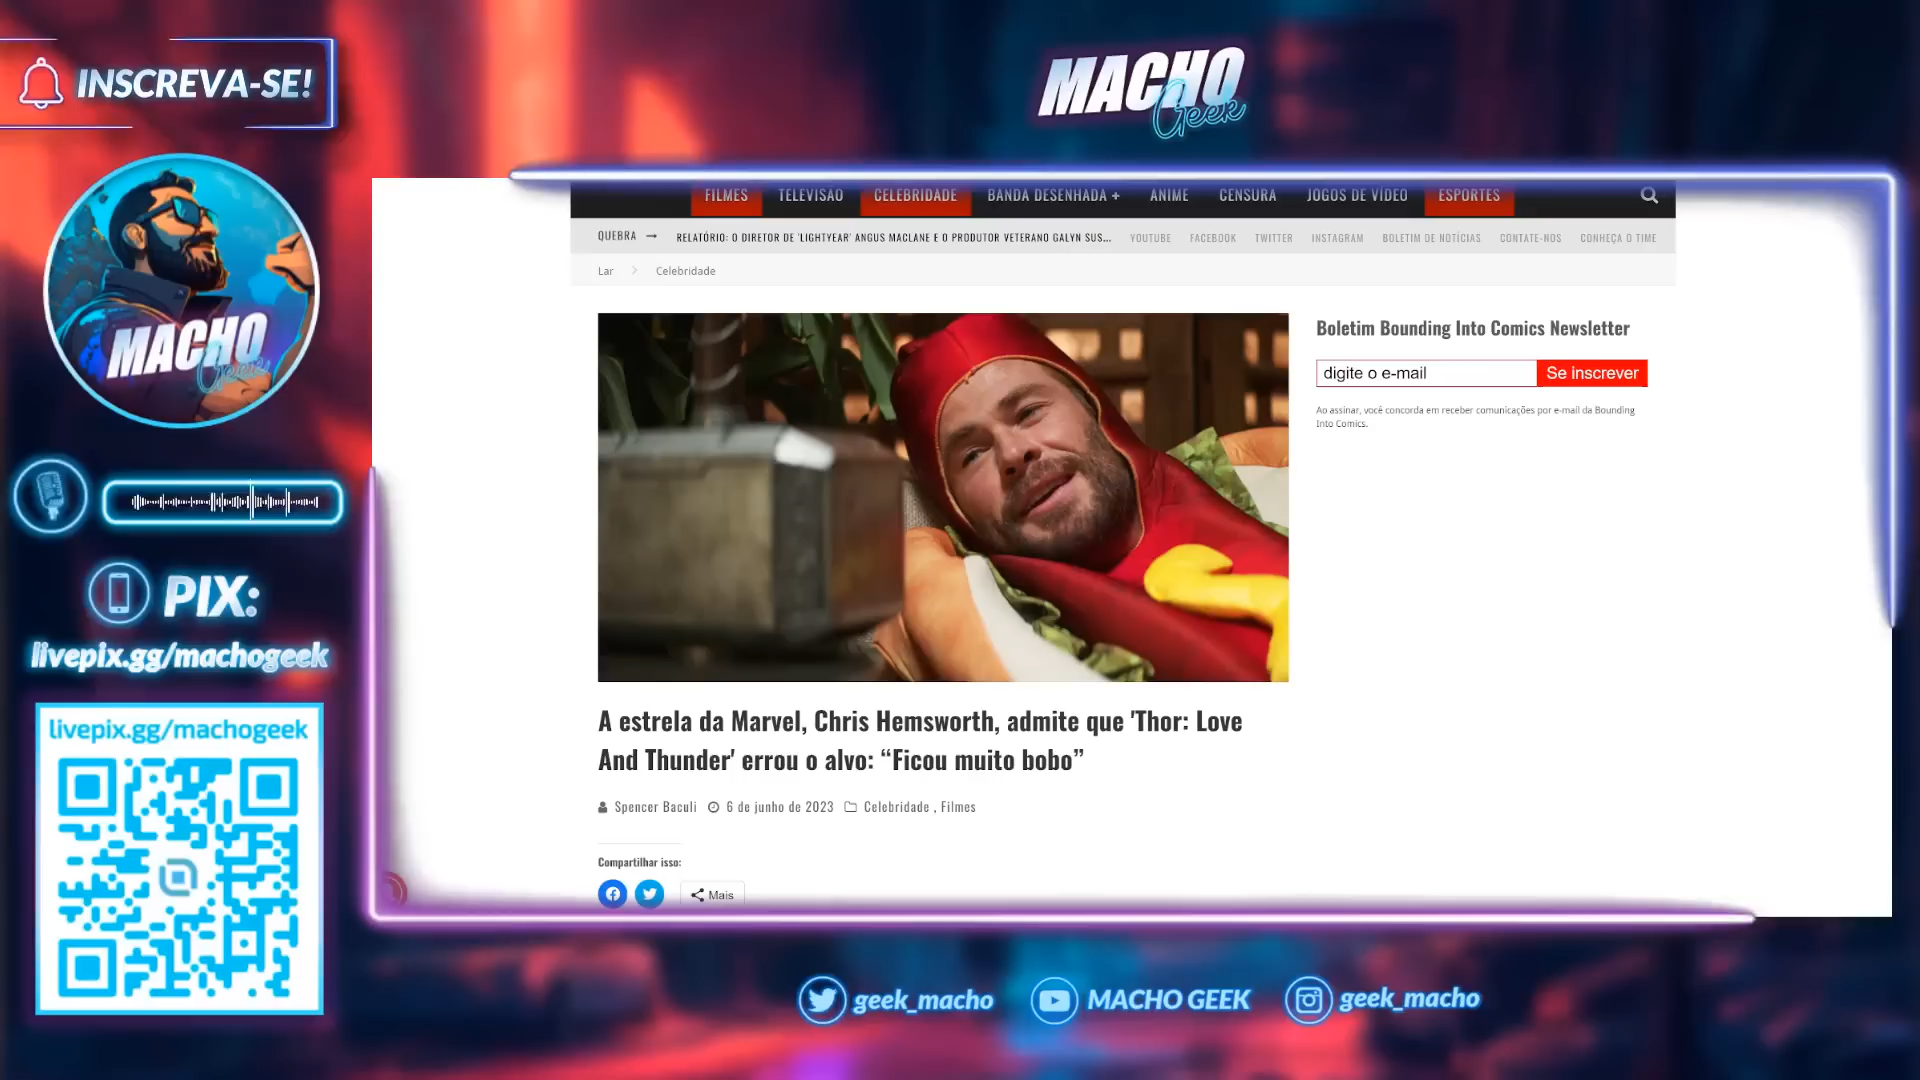 INSCREVA-SE!
MACHO
Geek
MACHO
Geek
PIX:
livepix.gg/machogeek
livepix.gg/machogeek
FILMES
TELEVISÃO
CELEBRIDADE
BANDA DESENHADA +
ANIME
CENSURA
JOGOS DE VÍDEO
ESPORTES
QUEBRA → RELATÓRIO: O DIRETOR DE 'LIGHTYEAR' ANGUS MACLANE E O PRODUTOR VETERANO GALYN SUS...
YOUTUBE
FACEBOOK
TWITTER
INSTAGRAM
BOLETIM DE NOTÍCIAS
CONTATE-NOS
CONHEÇA O TIME
Lar > Celebridade
Boletim Bounding Into Comics Newsletter
digite o e-mail
Se inscrever
Ao assinar, você concorda em receber comunicações por e-mail da Bounding
Into Comics.
A estrela da Marvel, Chris Hemsworth, admite que 'Thor: Love
And Thunder' errou o alvo: “Ficou muito bobo”
Spencer Baculi 6 de junho de 2023 Celebridade , Filmes
Compartilhar isso:
Mais
geek_macho
MACHO GEEK
geek_macho